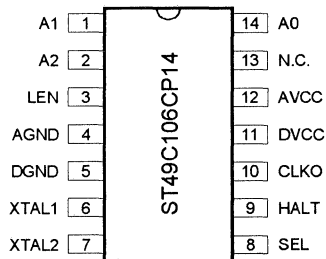 A1 1 14 A0
A2 2 13 N.C.
LEN 3 12 AVCC
AGND 4 11 DVCC
DGND 5 10 CLKO
XTAL1 6 9 HALT
XTAL2 7 8 SEL
ST49C106CP14